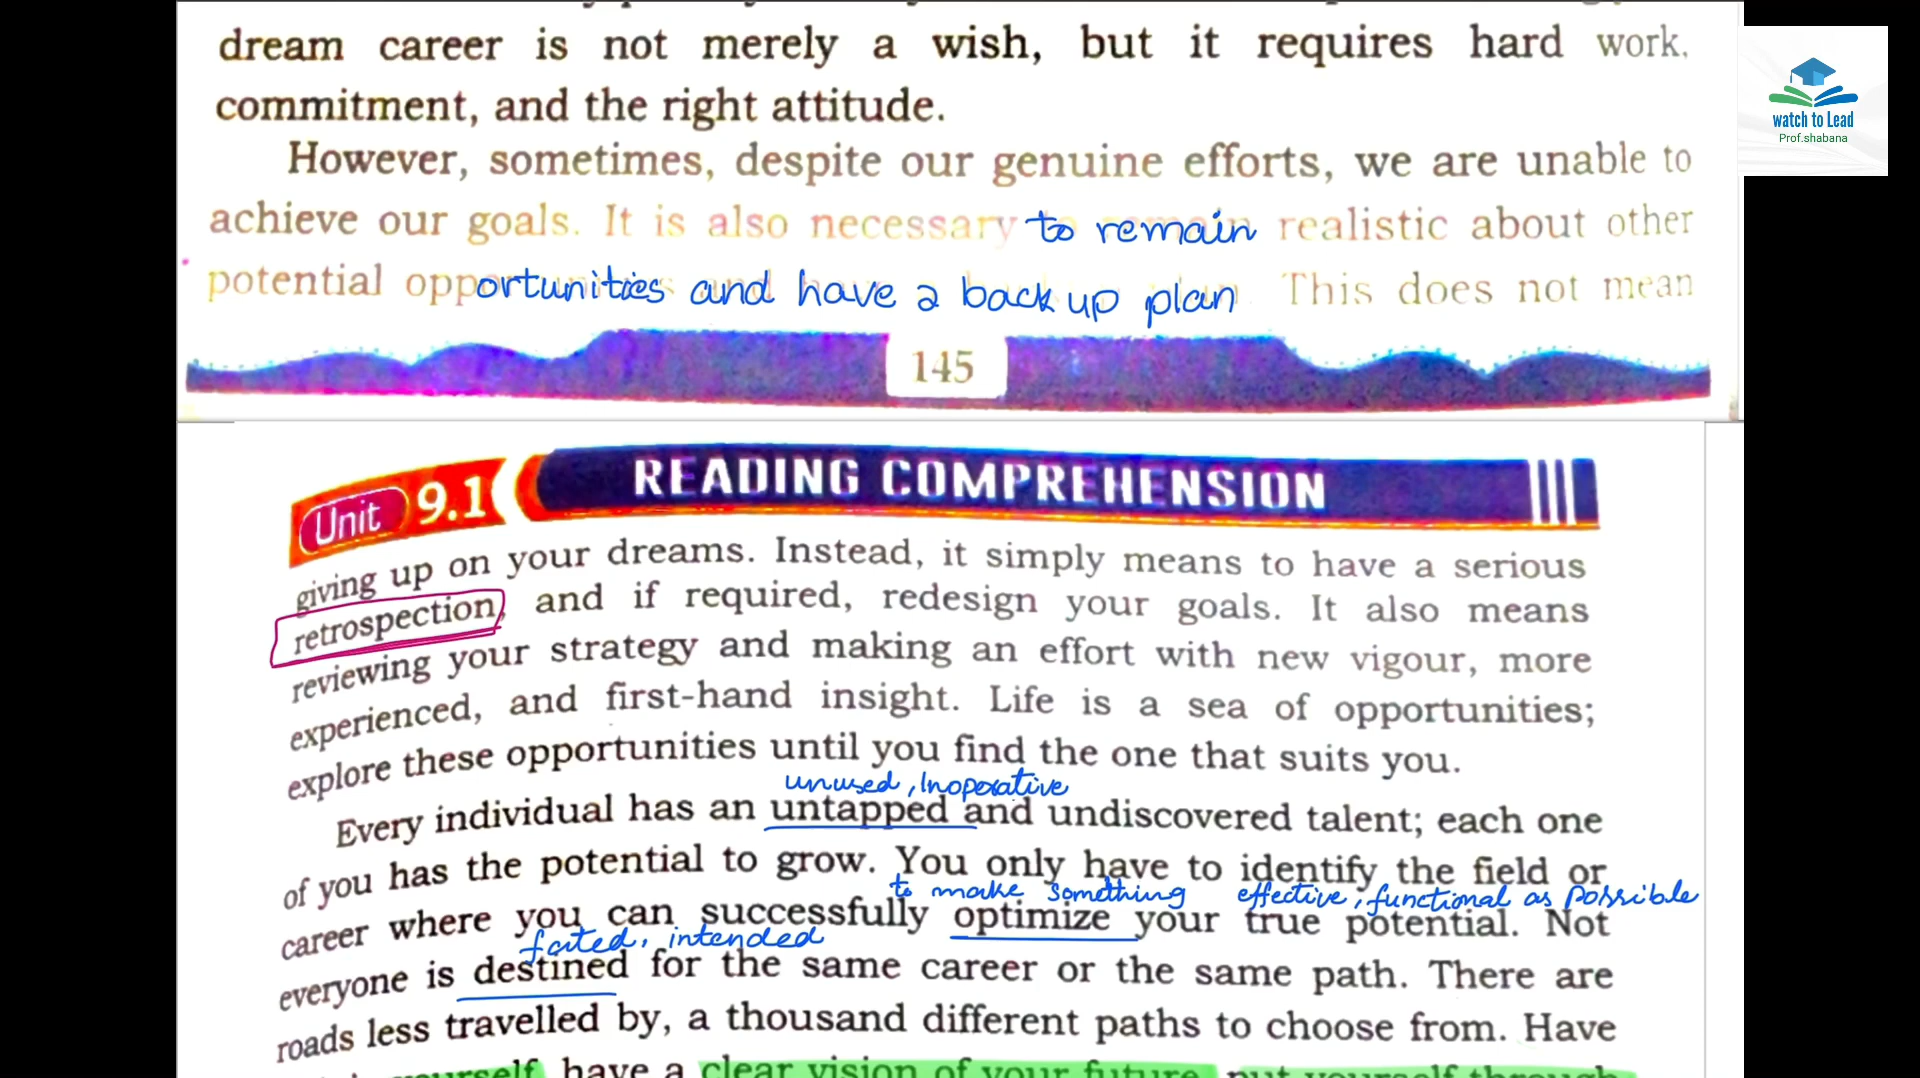 dream career is not merely a wish, but it requires hard work,
commitment, and the right attitude.
However, sometimes, despite our genuine efforts, we are unable to
achieve our goals. It is also necessary to remain realistic about other
potential opportunities and have a back up plan This does not mean
145
watch to Lead
Prof.shabana
Unit 9.1 READING COMPREHENSION
giving up on your dreams. Instead, it simply means to have a serious
retrospection, and if required, redesign your goals. It also means
reviewing your strategy and making an effort with new vigour, more
experienced, and first-hand insight. Life is a sea of opportunities;
explore these opportunities until you find the one that suits you.
unused, Inoperative
Every individual has an untapped and undiscovered talent; each one
of you has the potential to grow. You only have to identify the field or
to make something effective, functional as possible
career where you can successfully optimize your true potential. Not
fated, intended
everyone is destined for the same career or the same path. There are
roads less travelled by, a thousand different paths to choose from. Have
yourself have a clear vision of your future, put yourself through